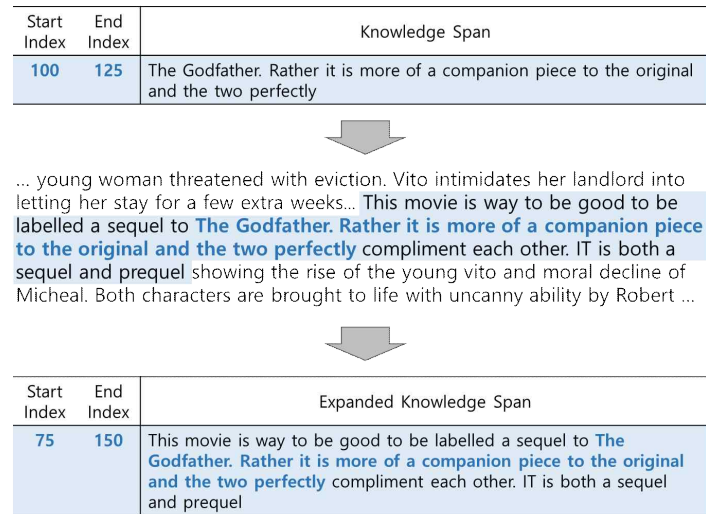 Start Index End Index Knowledge Span
100 125 The Godfather. Rather it is more of a companion piece to the original
and the two perfectly
... young woman threatened with eviction. Vito intimidates her landlord into
letting her stay for a few extra weeks... This movie is way to be good to be
labelled a sequel to The Godfather. Rather it is more of a companion piece
to the original and the two perfectly compliment each other. IT is both a
sequel and prequel showing the rise of the young vito and moral decline of
Micheal. Both characters are brought to life with uncanny ability by Robert ...
Start Index End Index Expanded Knowledge Span
75 150 This movie is way to be good to be labelled a sequel to The
Godfather. Rather it is more of a companion piece to the original
and the two perfectly compliment each other. IT is both a sequel
and prequel